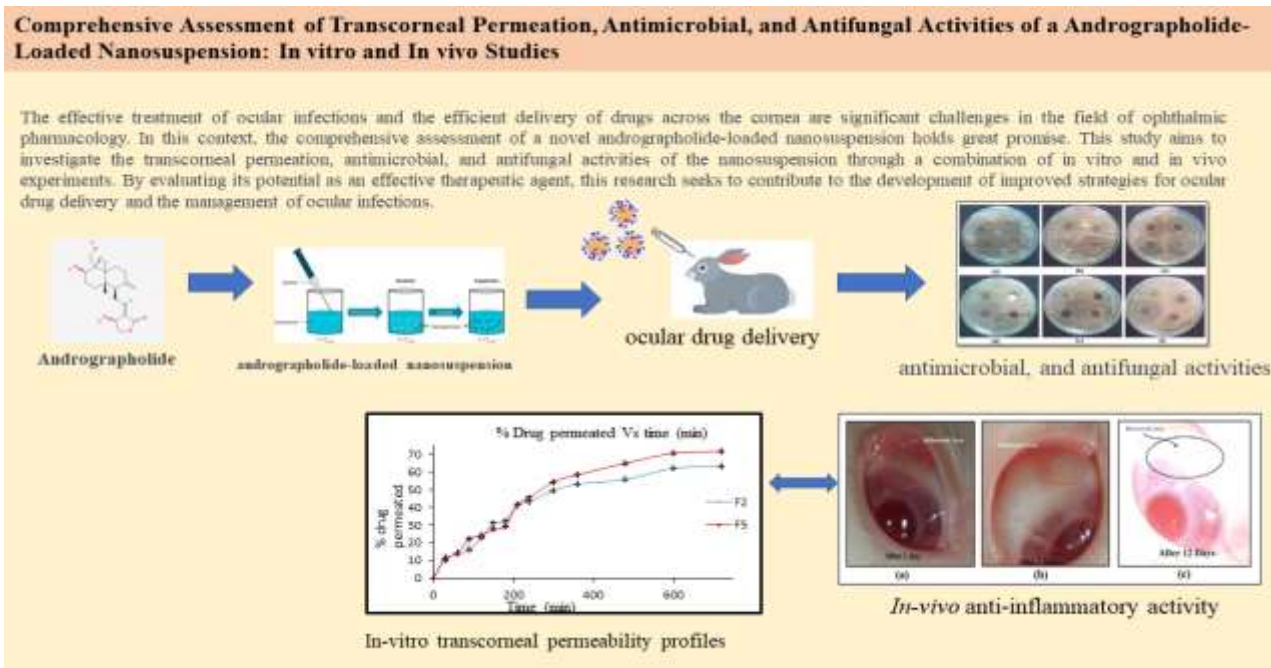 Comprehensive Assessment of Transcorneal Permeation, Antimicrobial, and Antifungal Activities of a Andrographolide-
Loaded Nanosuspension: In vitro and In vivo Studies
The effective treatment of ocular infections and the efficient delivery of drugs across the cornea are significant challenges in the field of ophthalmic
pharmacology. In this context, the comprehensive assessment of a novel andrographolide-loaded nanosuspension holds great promise. This study aims to
investigate the transcorneal permeation, antimicrobial, and antifungal activities of the nanosuspension through a combination of in vitro and in vivo
experiments. By evaluating its potential as an effective therapeutic agent, this research seeks to contribute to the development of improved strategies for ocular
drug delivery and the management of ocular infections.
Andrographolide
andrographolide-loaded nanosuspension
ocular drug delivery
antimicrobial, and antifungal activities
% Drug permeated Vs time (min)
% drug
permeated
70
60
50
40
30
20
10
0
0 200 400 600
Time (min)
F2
F5
In-vitro transcorneal permeability profiles
After 12 Days
(a) (b) (c)
In-vivo anti-inflammatory activity